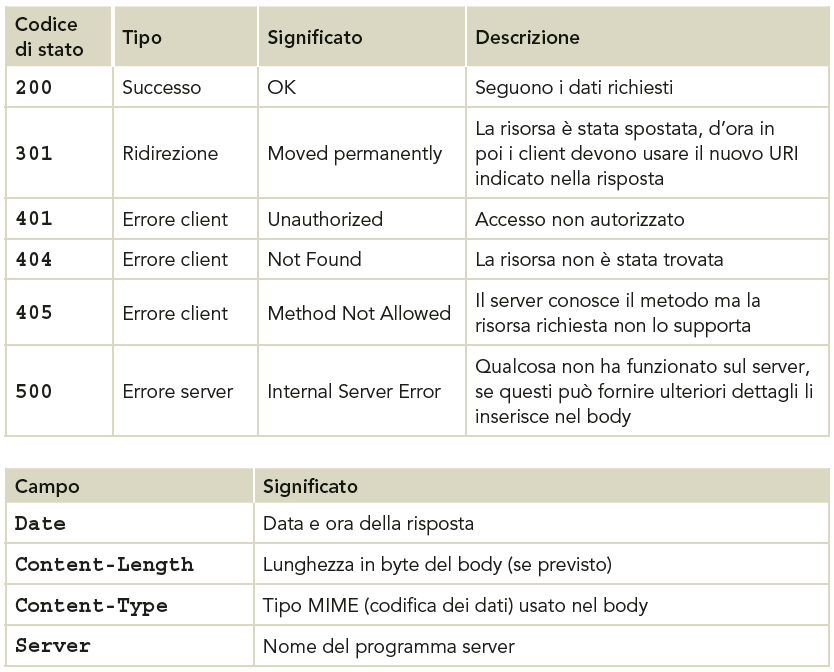 Codice di stato Tipo Significato Descrizione
200 Successo OK Seguono i dati richiesti
301 Ridirezione Moved permanently La risorsa è stata spostata, d'ora in
poi i client devono usare il nuovo URI
indicato nella risposta
401 Errore client Unauthorized Accesso non autorizzato
404 Errore client Not Found La risorsa non è stata trovata
405 Errore client Method Not Allowed Il server conosce il metodo ma la
risorsa richiesta non lo supporta
500 Errore server Internal Server Error Qualcosa non ha funzionato sul server,
se questi può fornire ulteriori dettagli li
inserisce nel body
Campo Significato
Date Data e ora della risposta
Content-Length Lunghezza in byte del body (se previsto)
Content-Type Tipo MIME (codifica dei dati) usato nel body
Server Nome del programma server